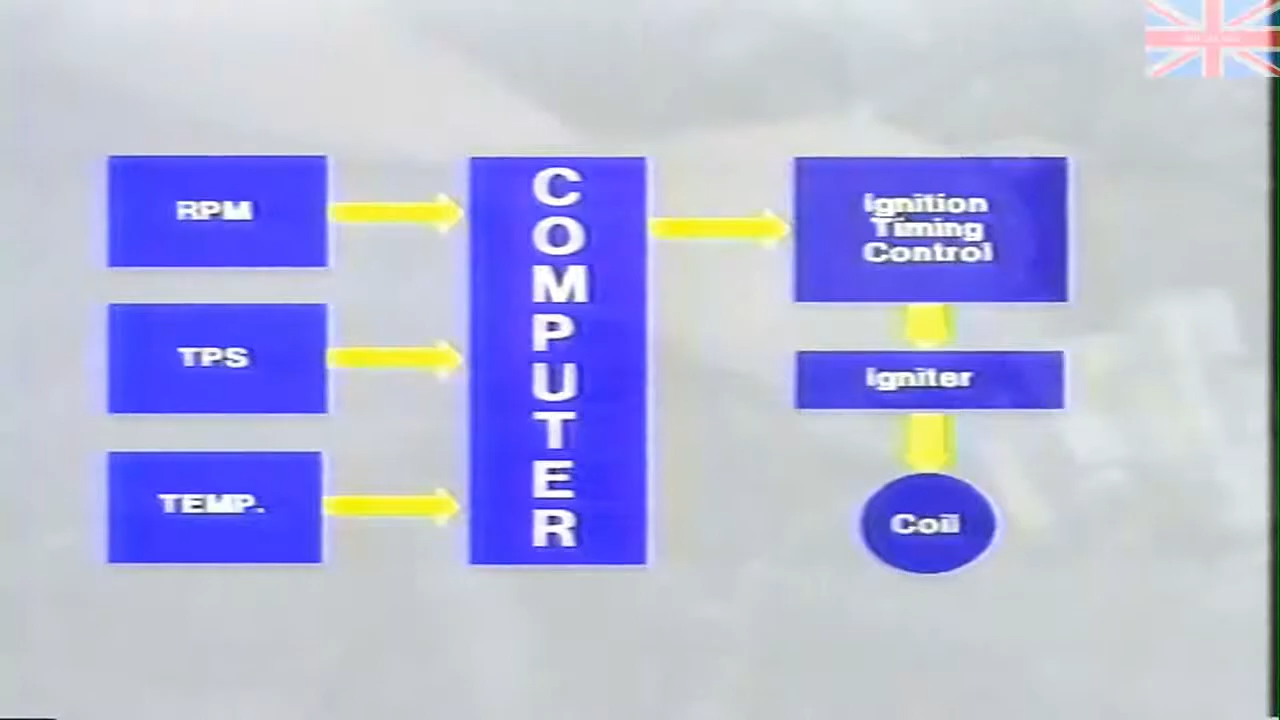 RPM
TPS
TEMP.
COMPUTER
Ignition
Timing
Control
Igniter
Coil